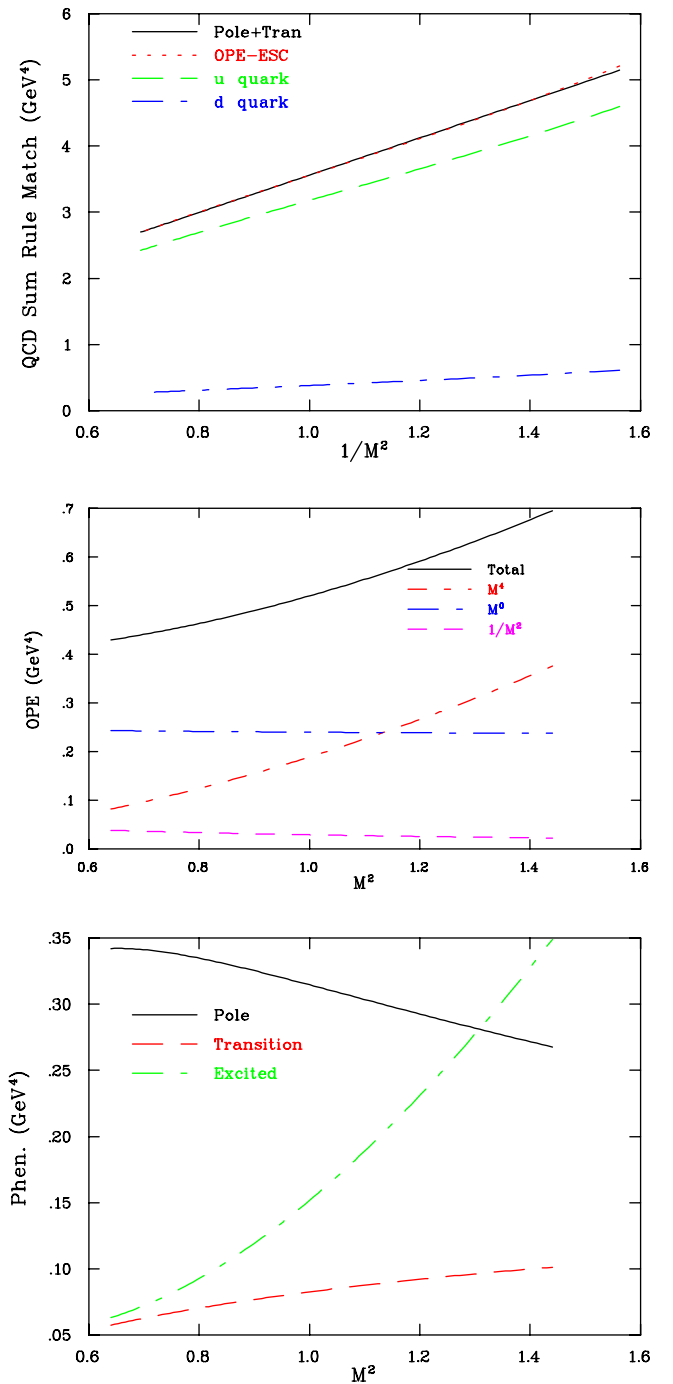 QCD Sum Rule Match (GeV⁴)
6
5
4
3
2
1
0
Pole+Tran
OPE-ESC
u quark
d quark
0.6 0.8 1.0 1.2 1.4 1.6
1/M²
OPE (GeV⁴)
.7
.6
.5
.4
.3
.2
.1
.0
Total
M⁴
M⁰
1/M²
0.6 0.8 1.0 1.2 1.4 1.6
M²
Phen. (GeV⁴)
.35
.30
.25
.20
.15
.10
.05
Pole
Transition
Excited
0.6 0.8 1.0 1.2 1.4 1.6
M²